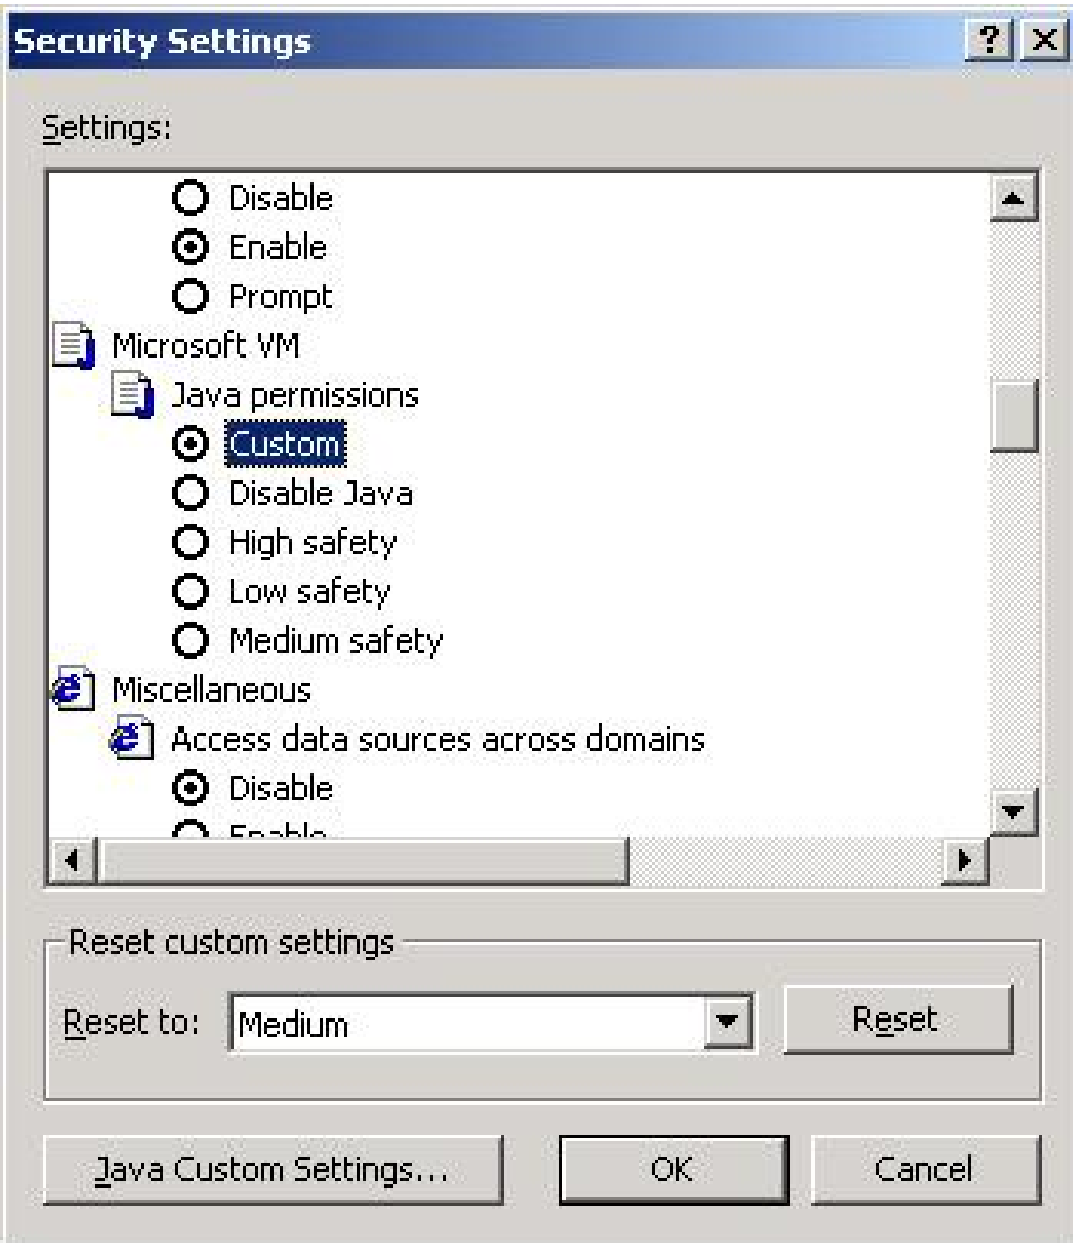 Security Settings
Settings:
Disable
Enable
Prompt
Microsoft VM
Java permissions
Custom
Disable Java
High safety
Low safety
Medium safety
Miscellaneous
Access data sources across domains
Disable
Enable
Reset custom settings
Reset to: Medium Reset
Java Custom Settings... OK Cancel